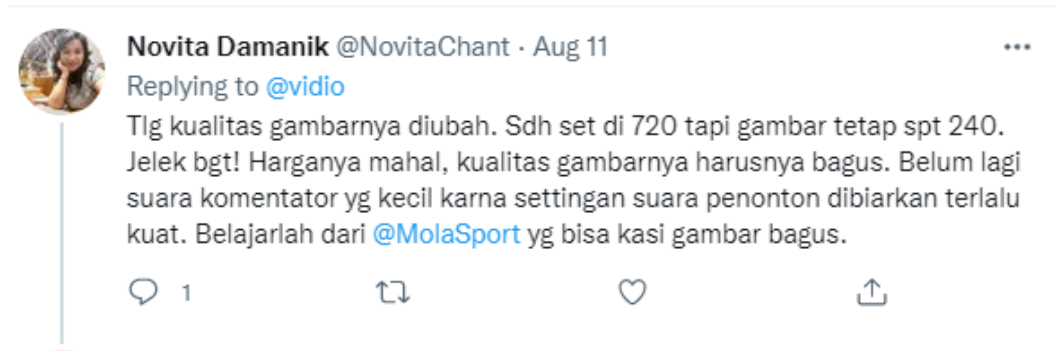 Novita Damanik @NovitaChant · Aug 11
Replying to @vidio
Tlg kualitas gambarnya diubah. Sdh set di 720 tapi gambar tetap spt 240.
Jelek bgt! Harganya mahal, kualitas gambarnya harusnya bagus. Belum lagi
suara komentator yg kecil karna settingan suara penonton dibiarkan terlalu
kuat. Belajarlah dari @MolaSport yg bisa kasi gambar bagus.
1